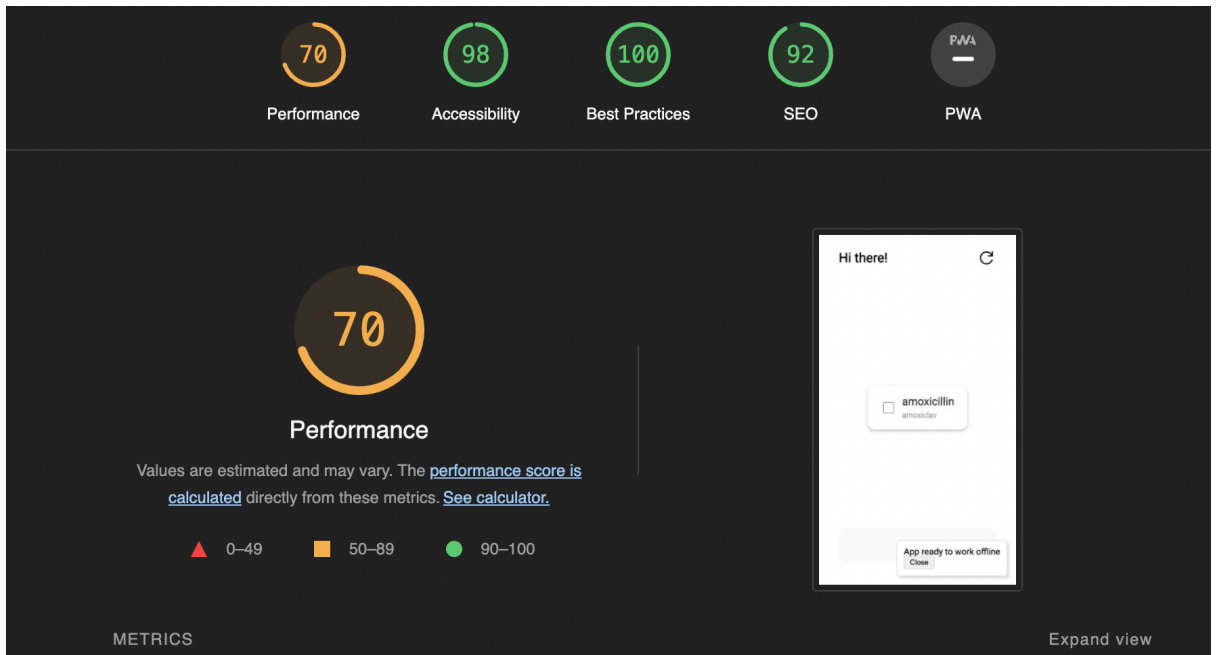 70 98 100 92 PWA
Performance Accessibility Best Practices SEO PWA
70
Performance
Values are estimated and may vary. The performance score is
calculated directly from these metrics. See calculator.
0–49 50–89 90–100
Hi there!
amoxicillin
amoxiclav
App ready to work offline
Close
METRICS Expand view